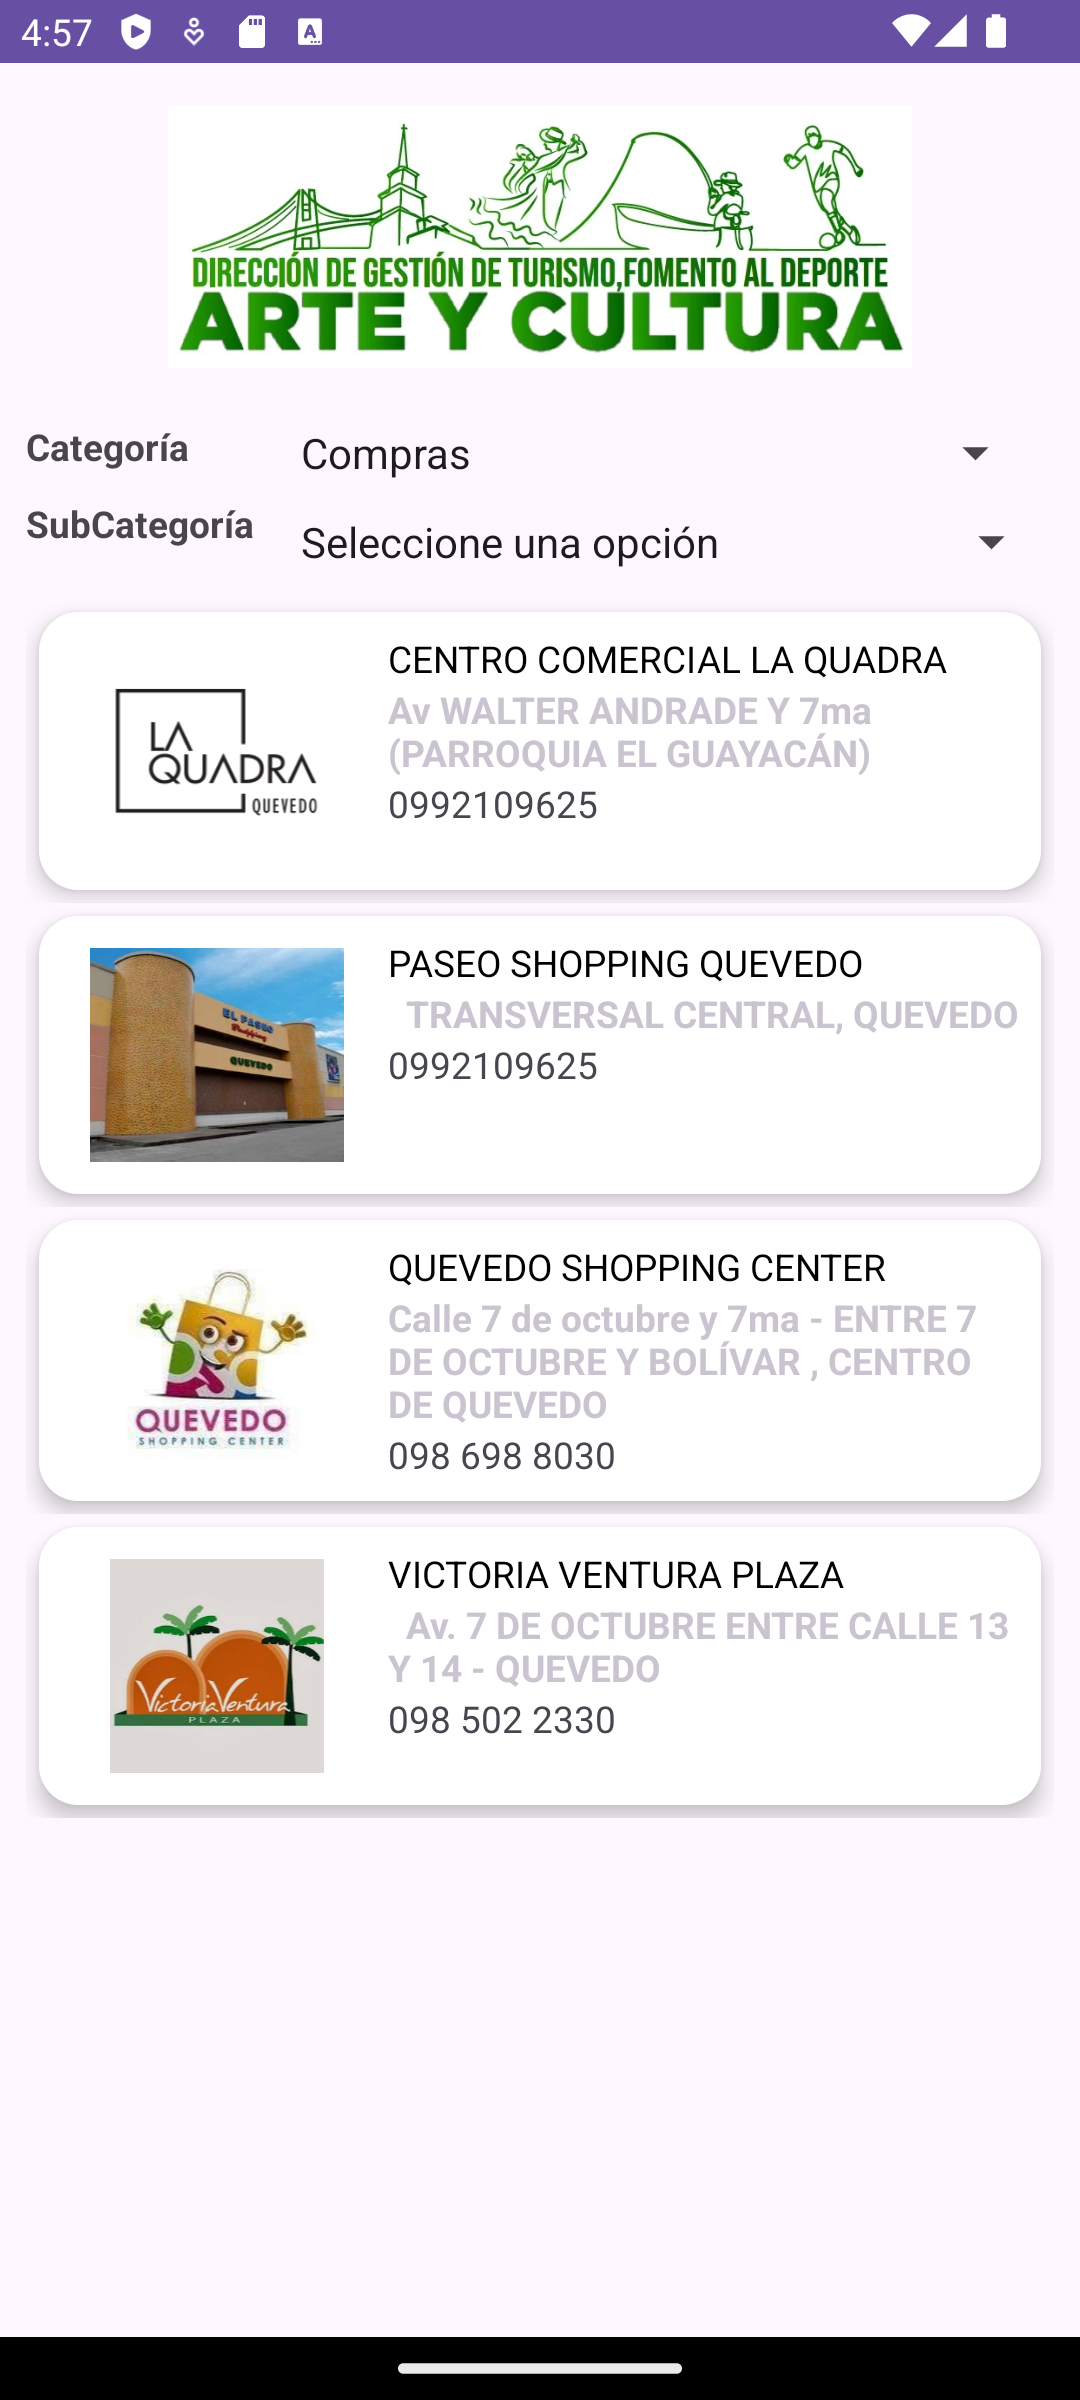 4:57
DIRECCIÓN DE GESTIÓN DE TURISMO,FOMENTO AL DEPORTE
ARTE Y CULTURA
Categoría
Compras
SubCategoría
Seleccione una opción
LA
QUADRA
QUEVEDO
CENTRO COMERCIAL LA QUADRA
Av WALTER ANDRADE Y 7ma
(PARROQUIA EL GUAYACÁN)
0992109625
EL PASEO
Shopping
QUEVEDO
PASEO SHOPPING QUEVEDO
TRANSVERSAL CENTRAL, QUEVEDO
0992109625
QUEVEDO
SHOPPING CENTER
QUEVEDO SHOPPING CENTER
Calle 7 de octubre y 7ma - ENTRE 7
DE OCTUBRE Y BOLÍVAR , CENTRO
DE QUEVEDO
098 698 8030
Victoria Ventura
PLAZA
VICTORIA VENTURA PLAZA
Av. 7 DE OCTUBRE ENTRE CALLE 13
Y 14 - QUEVEDO
098 502 2330